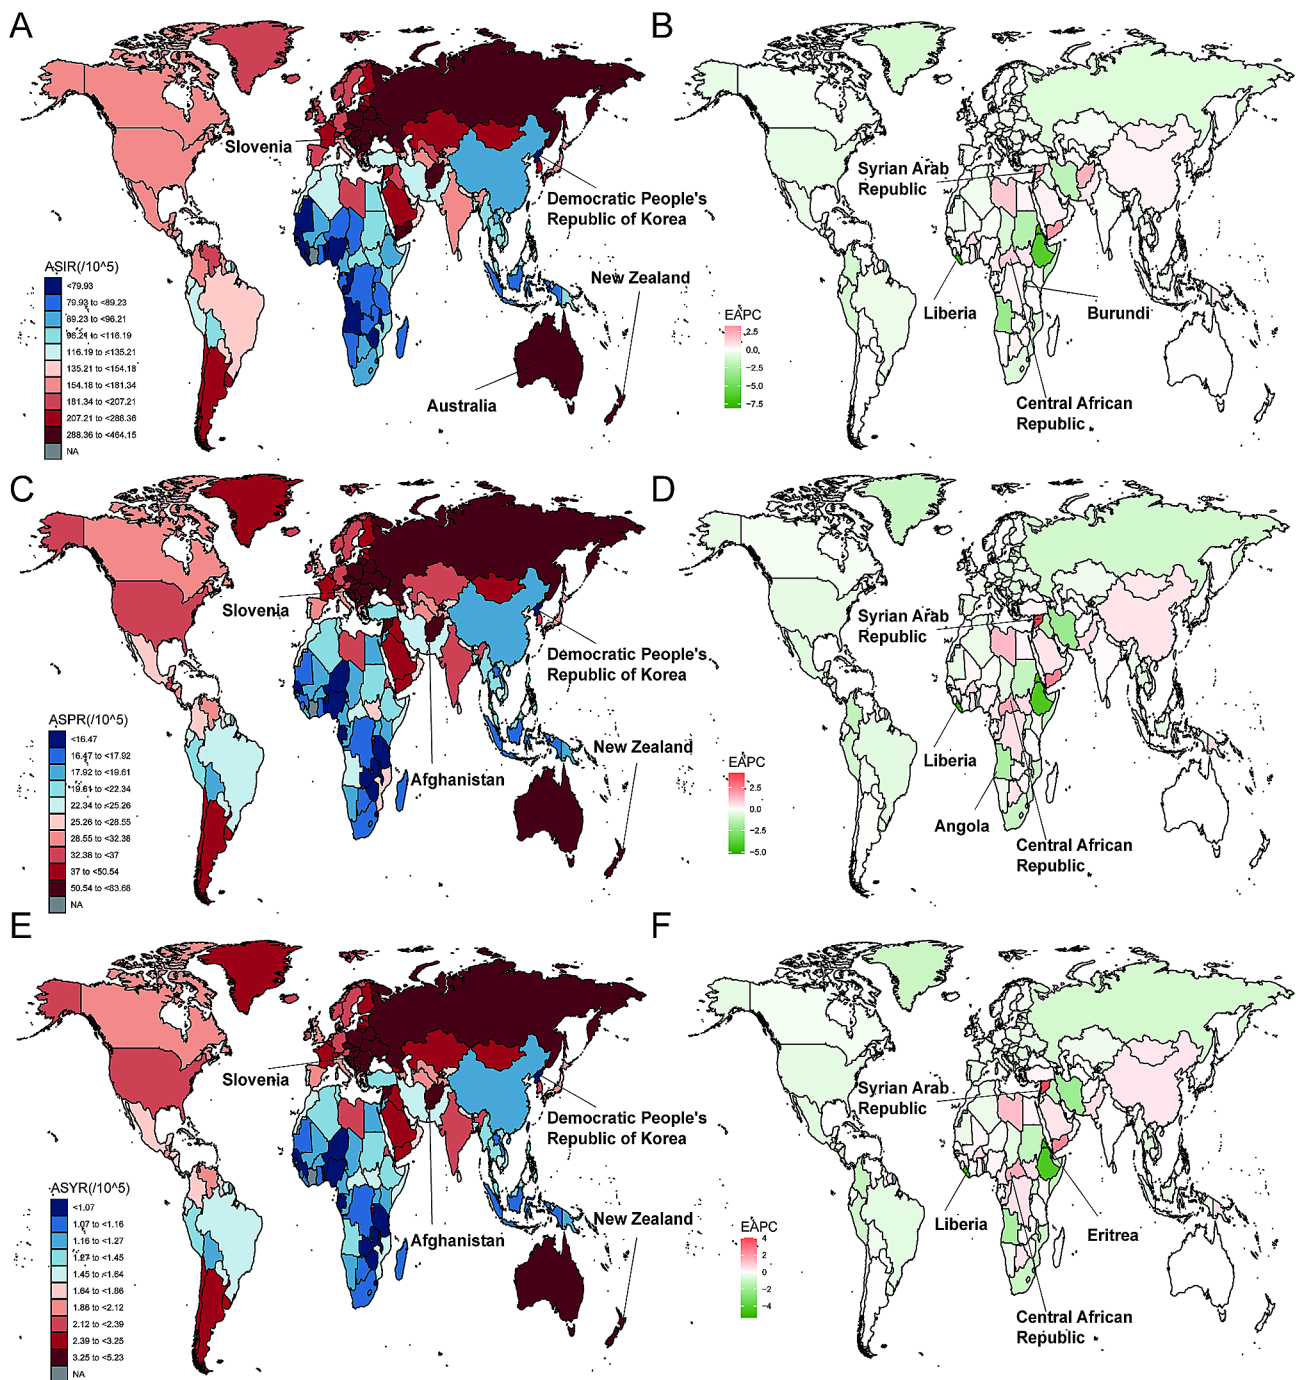 A
Slovenia
Democratic People's
Republic of Korea
New Zealand
Australia
ASIR(/10^5)
<79.93
79.93 to <89.23
89.23 to <96.21
96.21 to <116.19
116.19 to <135.21
135.21 to <154.18
154.18 to <181.34
181.34 to <207.21
207.21 to <288.36
288.36 to <464.15
NA
B
Syrian Arab
Republic
Liberia
Burundi
Central African
Republic
EAPC
2.5
0.0
−2.5
−5.0
−7.5
C
Slovenia
Democratic People's
Republic of Korea
New Zealand
Afghanistan
ASPR(/10^5)
<16.47
16.47 to <17.92
17.92 to <19.61
19.61 to <22.34
22.34 to <25.26
25.26 to <28.55
28.55 to <32.38
32.38 to <37
37 to <50.54
50.54 to <83.68
NA
D
Syrian Arab
Republic
Liberia
Angola
Central African
Republic
EAPC
2.5
0.0
−2.5
−5.0
E
Slovenia
Democratic People's
Republic of Korea
New Zealand
Afghanistan
ASYR(/10^5)
<1.07
1.07 to <1.16
1.16 to <1.27
1.27 to <1.45
1.45 to <1.64
1.64 to <1.86
1.86 to <2.12
2.12 to <2.39
2.39 to <3.25
3.25 to <5.23
NA
F
Syrian Arab
Republic
Liberia
Eritrea
Central African
Republic
EAPC
4
2
0
−2
−4